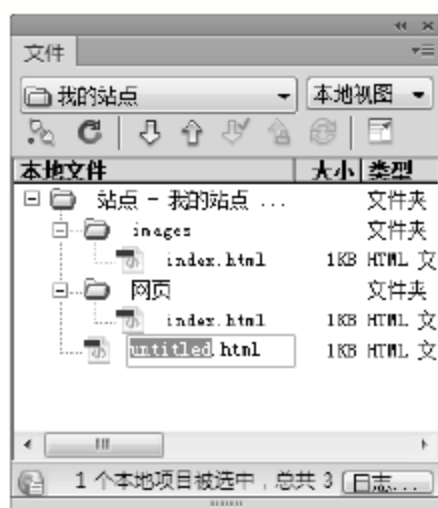 文件
我的站点 本地视图
本地文件 大小 类型
站点 - 我的站点 ... 文件夹
images 文件夹
index.html 1KB HTML 文
网页 文件夹
index.html 1KB HTML 文
untitled.html 1KB HTML 文
1 个本地项目被选中，总共 3 日志...